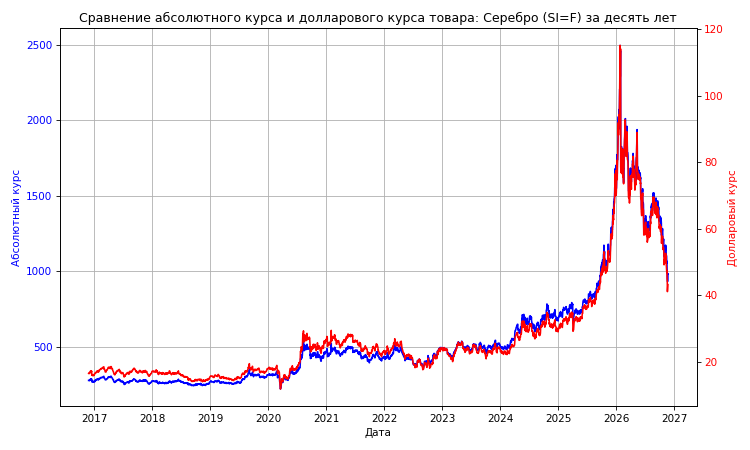 Сравнение абсолютного курса и долларового курса товара: Серебро (SI=F) за десять лет
Абсолютный курс
2500
2000
1500
1000
500
120
100
80
60
40
20
Долларовый курс
2017 2018 2019 2020 2021 2022 2023 2024 2025 2026 2027
Дата